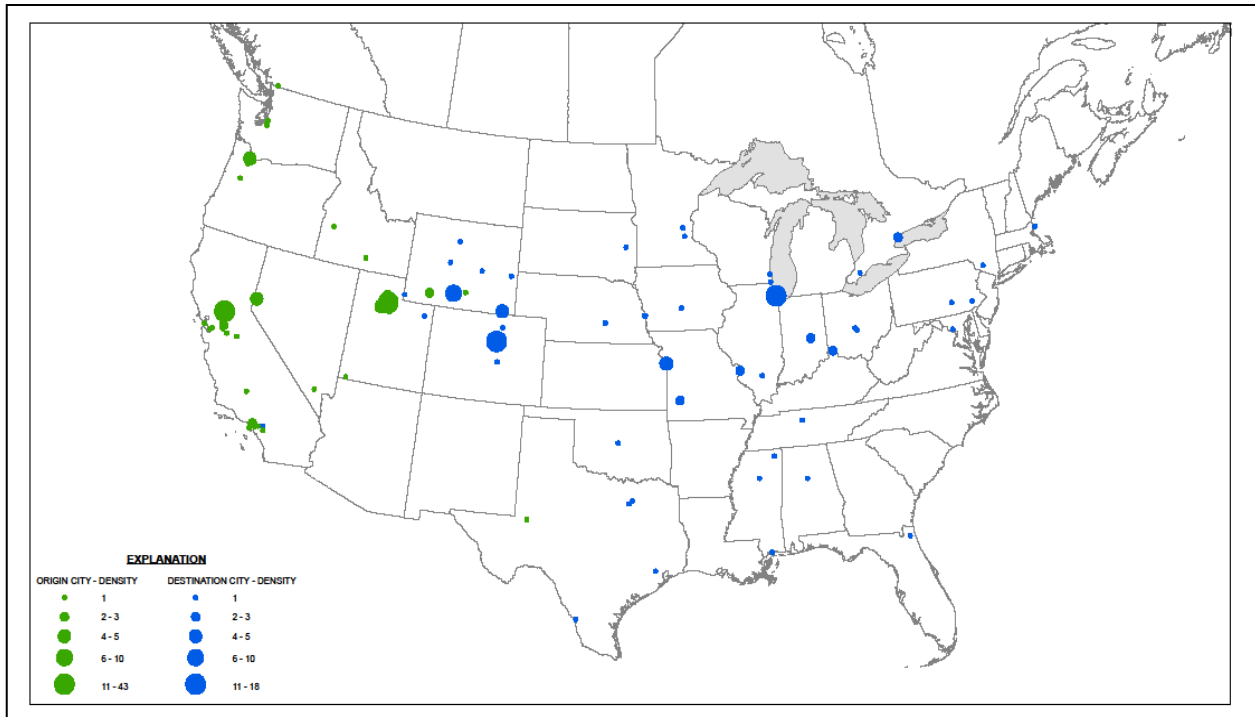 EXPLANATION
ORIGIN CITY - DENSITY DESTINATION CITY - DENSITY
1 1
2 - 3 2 - 3
4 - 5 4 - 5
6 - 10 6 - 10
11 - 43 11 - 18